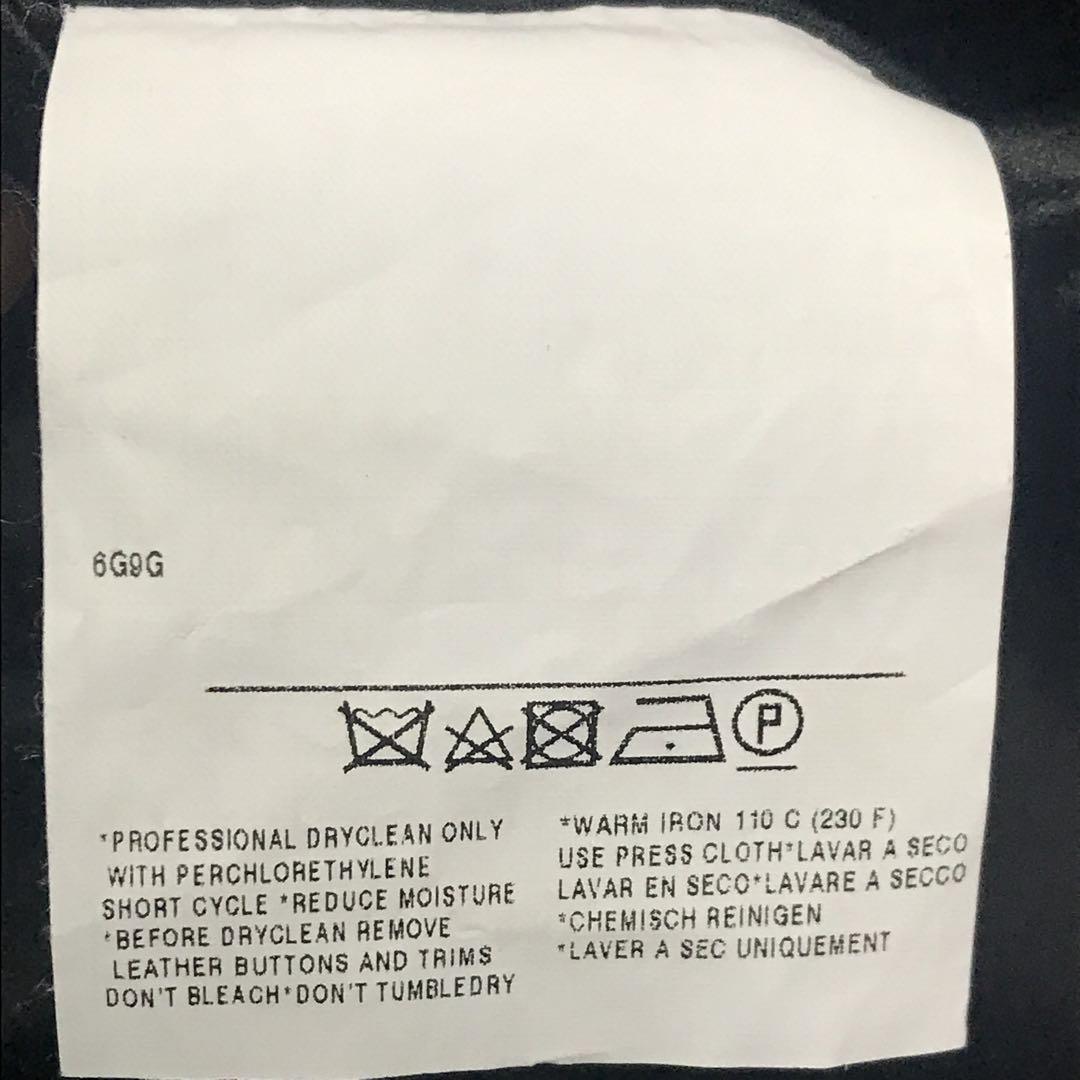 6G9G
P
*PROFESSIONAL DRYCLEAN ONLY
WITH PERCHLORETHYLENE
SHORT CYCLE *REDUCE MOISTURE
*BEFORE DRYCLEAN REMOVE
LEATHER BUTTONS AND TRIMS
DON'T BLEACH*DON'T TUMBLEDRY
*WARM IRON 110 C (230 F)
USE PRESS CLOTH*LAVAR A SECO
LAVAR EN SECO*LAVARE A SECCO
*CHEMISCH REINIGEN
*LAVER A SEC UNIQUEMENT